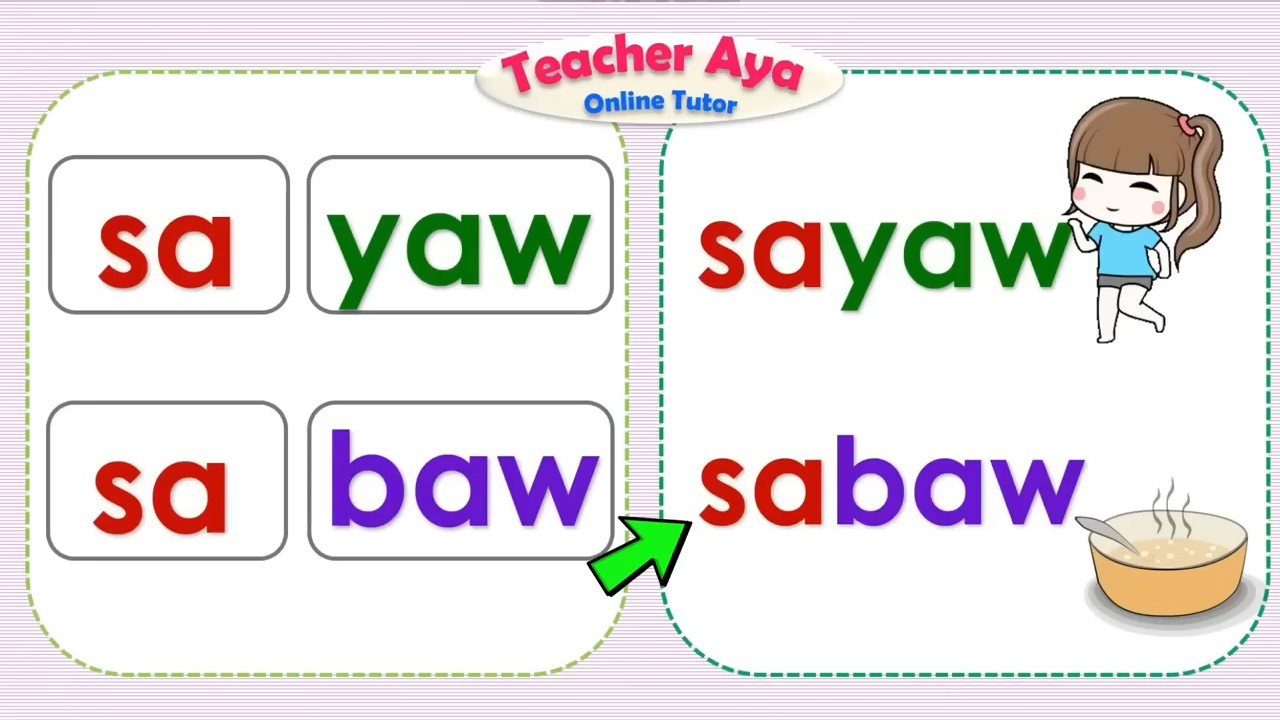 Teacher Aya
Online Tutor
sa yaw
sayaw
sa baw
sabaw